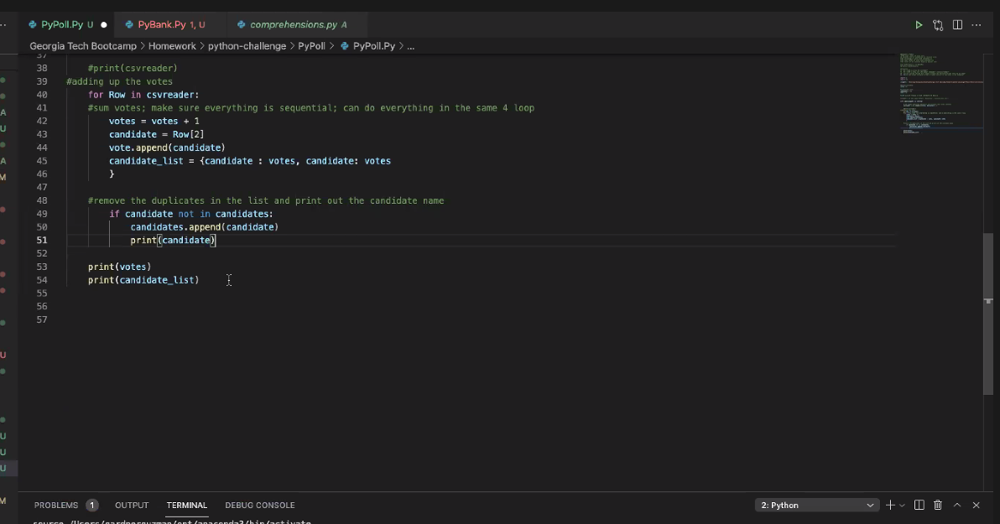 PyPoll.Py U PyBank.Py 1, U comprehensions.py A
Georgia Tech Bootcamp > Homework > python-challenge > PyPoll > PyPoll.Py > ...
37
38 #print(csvreader)
39 #adding up the votes
40 for Row in csvreader:
41 #sum votes; make sure everything is sequential; can do everything in the same 4 loop
42 votes = votes + 1
43 candidate = Row[2]
44 vote.append(candidate)
45 candidate_list = {candidate : votes, candidate: votes
46 }
47
48 #remove the duplicates in the list and print out the candidate name
49 if candidate not in candidates:
50 candidates.append(candidate)
51 print(candidate)
52
53 print(votes)
54 print(candidate_list)
55
56
57
A
U
A
M
U
U
U
U
M
PROBLEMS 1 OUTPUT TERMINAL DEBUG CONSOLE 2: Python